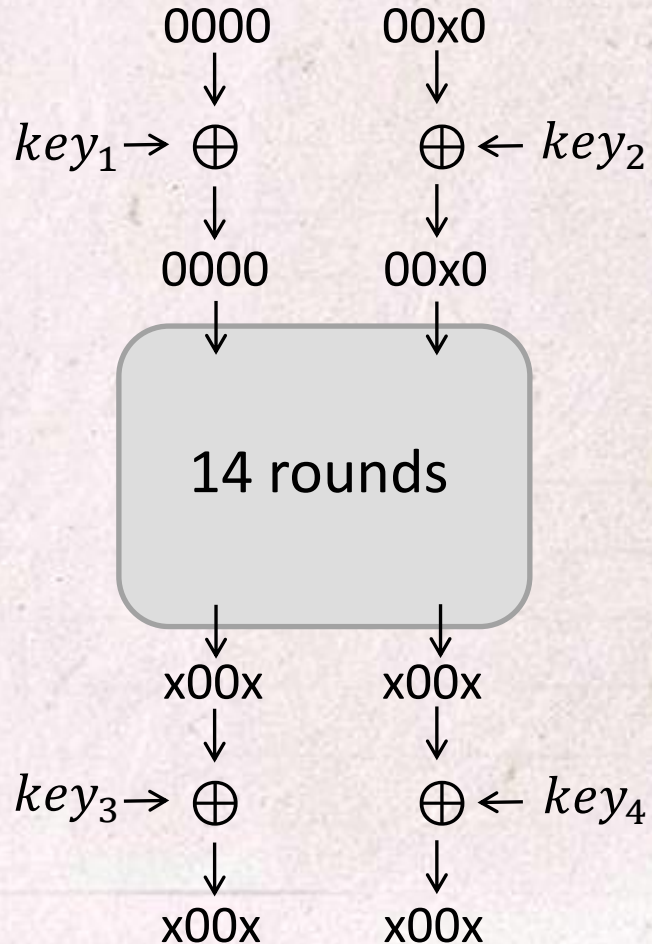 0000 00x0
key₁ → ⊕ ⊕ ← key₂
0000 00x0
14 rounds
x00x x00x
key₃ → ⊕ ⊕ ← key₄
x00x x00x